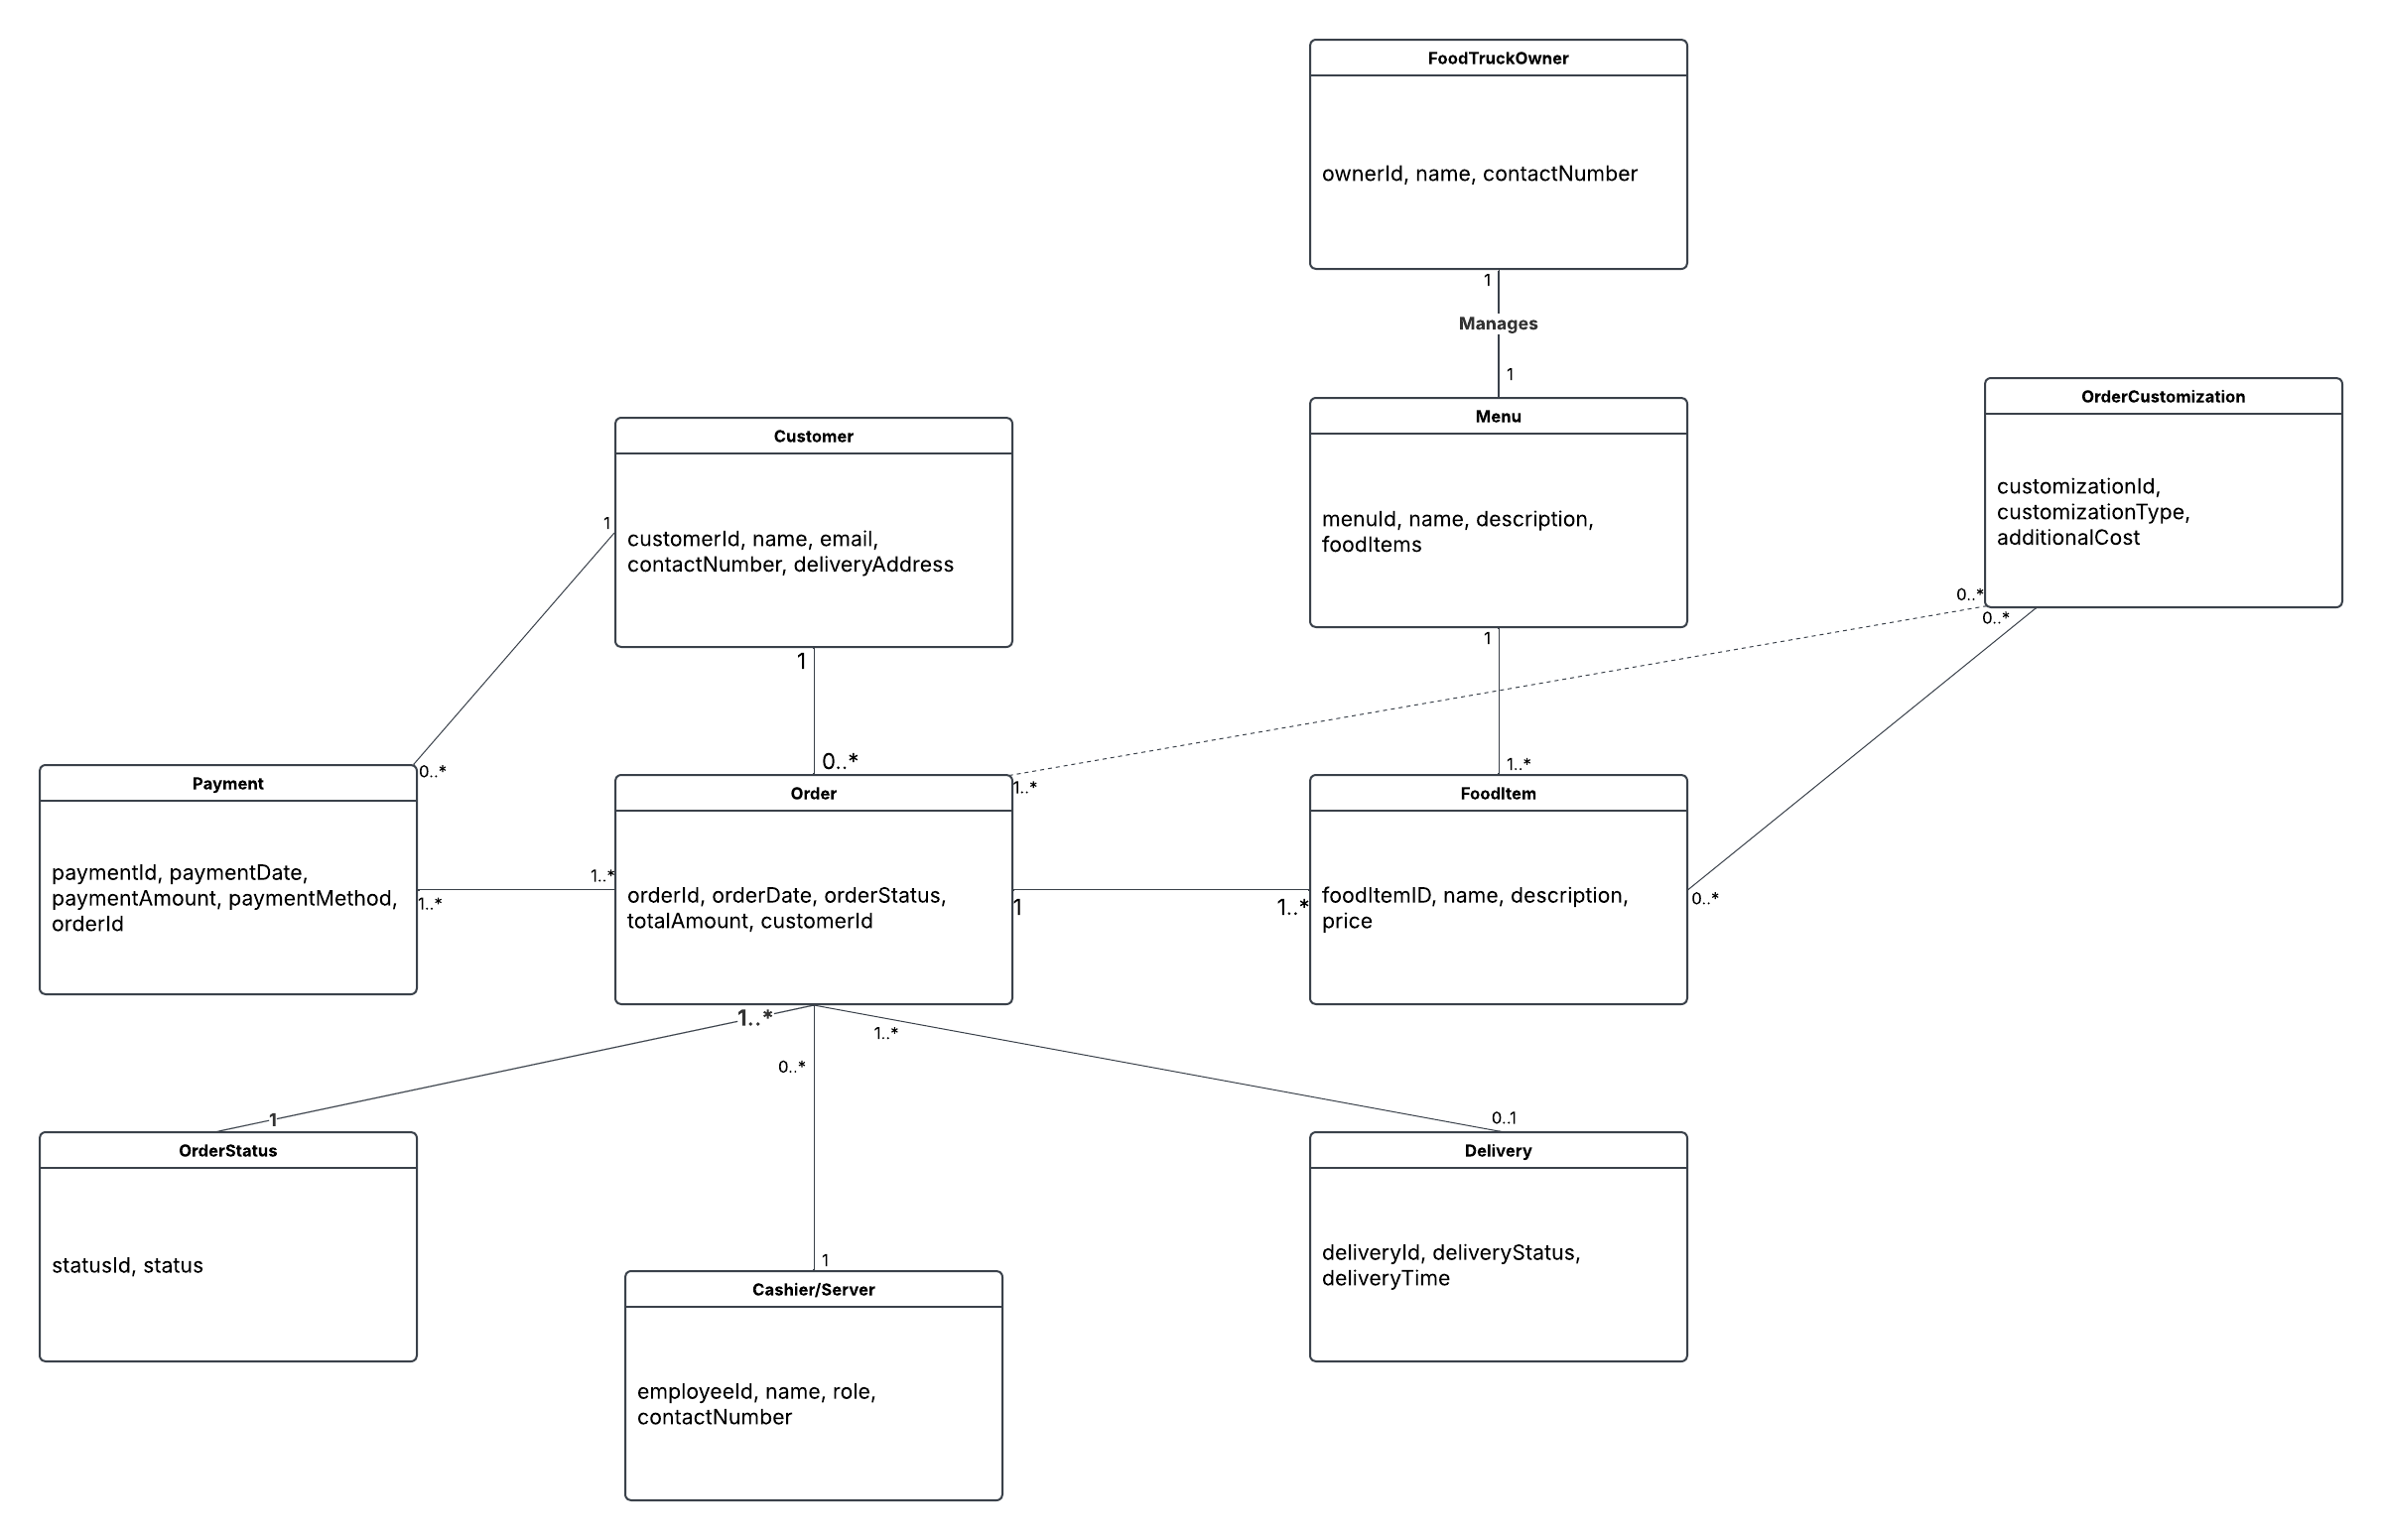 FoodTruckOwner
ownerId, name, contactNumber
1
Manages
1
Menu
menuId, name, description,
foodItems
1
1..*
OrderCustomization
customizationId,
customizationType,
additionalCost
0..*
0..*
Customer
customerId, name, email,
contactNumber, deliveryAddress
1
1
0..*
0..*
Payment
paymentId, paymentDate,
paymentAmount, paymentMethod,
orderId
1..*
1..*
Order
orderId, orderDate, orderStatus,
totalAmount, customerId
1..*
1
1..*
FoodItem
foodItemID, name, description,
price
0..*
1..*
0..*
1..*
1
0..1
1
OrderStatus
statusId, status
Cashier/Server
employeeId, name, role,
contactNumber
Delivery
deliveryId, deliveryStatus,
deliveryTime